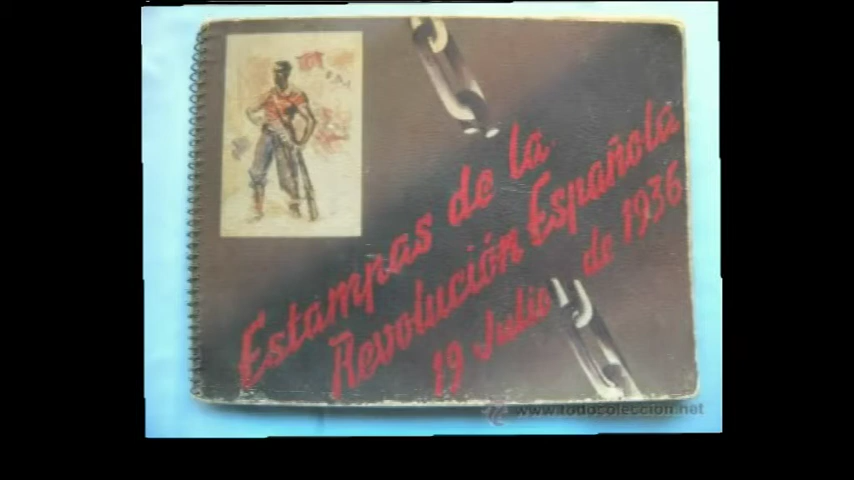 Estampas de la
Revolución Española
19 Julio de 1936
www.todocoleccion.net